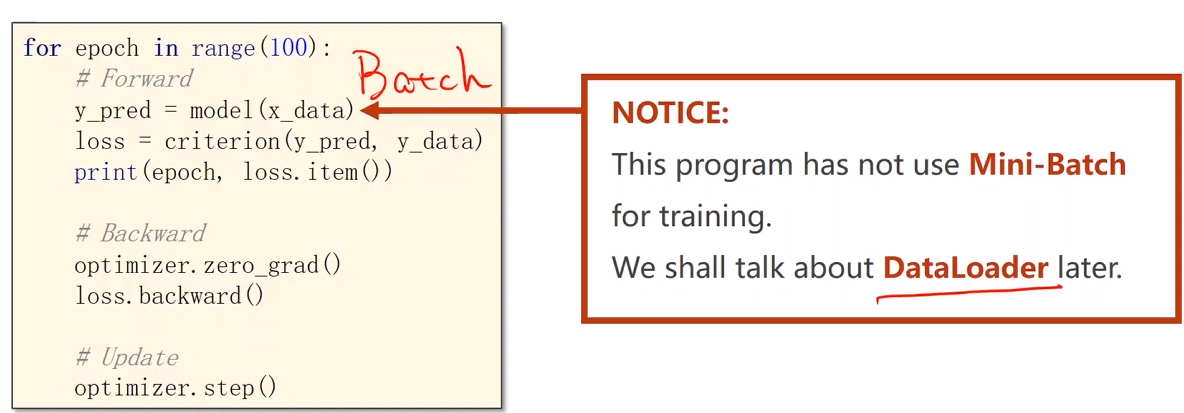 for epoch in range(100):
# Forward
y_pred = model(x_data)
loss = criterion(y_pred, y_data)
print(epoch, loss.item())
# Backward
optimizer.zero_grad()
loss.backward()
# Update
optimizer.step()
Batch
NOTICE:
This program has not use Mini-Batch
for training.
We shall talk about DataLoader later.